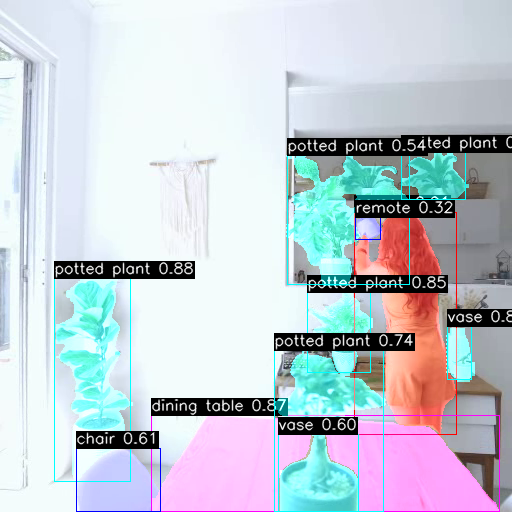 potted plant 0.54
ted plant 0
remote 0.32
potted plant 0.88
potted plant 0.85
vase 0.8
potted plant 0.74
dining table 0.87
vase 0.60
chair 0.61